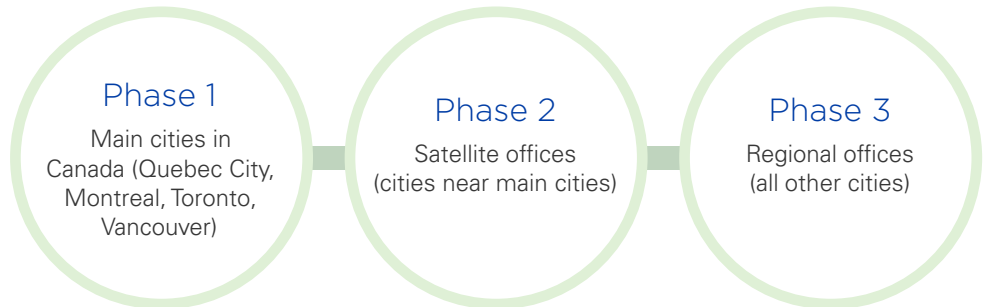 Phase 1
Main cities in
Canada (Quebec City,
Montreal, Toronto,
Vancouver)
Phase 2
Satellite offices
(cities near main cities)
Phase 3
Regional offices
(all other cities)